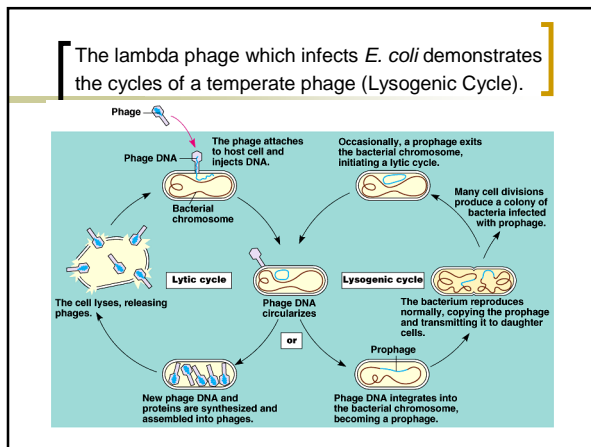 The lambda phage which infects E. coli demonstrates
the cycles of a temperate phage (Lysogenic Cycle).
Phage
The phage attaches
to host cell and
injects DNA.
Phage DNA
Bacterial
chromosome
Occasionally, a prophage exits
the bacterial chromosome,
initiating a lytic cycle.
Many cell divisions
produce a colony of
bacteria infected
with prophage.
Lytic cycle
Lysogenic cycle
The cell lyses, releasing
phages.
Phage DNA
circularizes
The bacterium reproduces
normally, copying the prophage
and transmitting it to daughter
cells.
or
Prophage
New phage DNA and
proteins are synthesized and
assembled into phages.
Phage DNA integrates into
the bacterial chromosome,
becoming a prophage.